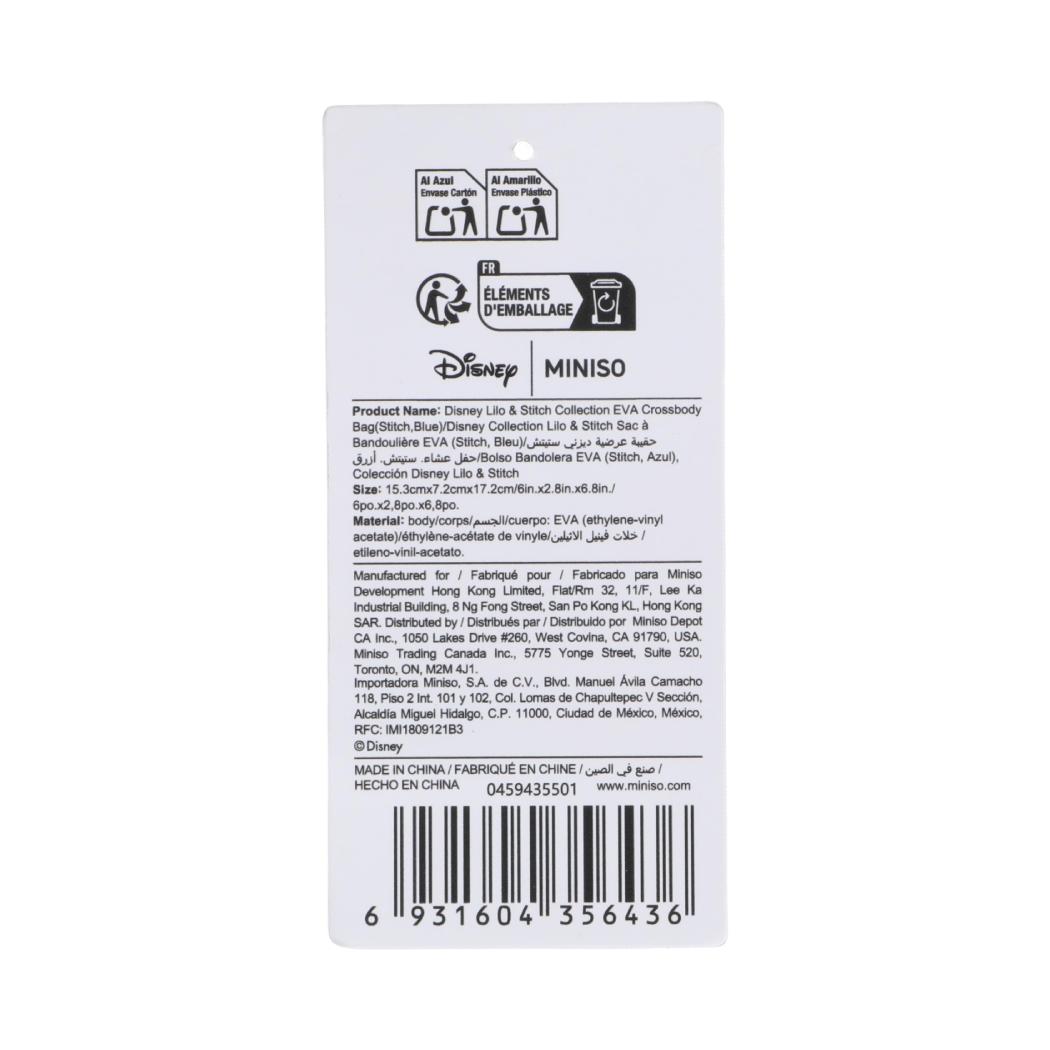 Al Azul
Envase Cartón
Al Amarillo
Envase Plástico
FR
ÉLÉMENTS
D'EMBALLAGE
Disney | MINISO
Product Name: Disney Lilo & Stitch Collection EVA Crossbody
Bag(Stitch,Blue)/Disney Collection Lilo & Stitch Sac à
Bandoulière EVA (Stitch, Bleu)/حقيبة عرضية ديزني ستيتش
حفل عشاء. ستيتش. أزرق/Bolso Bandolera EVA (Stitch, Azul),
Colección Disney Lilo & Stitch
Size: 15.3cmx7.2cmx17.2cm/6in.x2.8in.x6.8in./
6po.x2,8po.x6,8po.
Material: body/corps/الجسم/cuerpo: EVA (ethylene-vinyl
acetate)/éthylène-acétate de vinyle/خلات فينيل الاثيلين /
etileno-vinil-acetato.
Manufactured for / Fabriqué pour / Fabricado para Miniso
Development Hong Kong Limited, Flat/Rm 32, 11/F, Lee Ka
Industrial Building, 8 Ng Fong Street, San Po Kong KL, Hong Kong
SAR. Distributed by / Distribués par / Distribuido por Miniso Depot
CA Inc., 1050 Lakes Drive #260, West Covina, CA 91790, USA.
Miniso Trading Canada Inc., 5775 Yonge Street, Suite 520,
Toronto, ON, M2M 4J1.
Importadora Miniso, S.A. de C.V., Blvd. Manuel Ávila Camacho
118, Piso 2 Int. 101 y 102, Col. Lomas de Chapultepec V Sección,
Alcaldía Miguel Hidalgo, C.P. 11000, Ciudad de México, México,
RFC: IMI1809121B3
©Disney
MADE IN CHINA / FABRIQUÉ EN CHINE / صنع في الصين /
HECHO EN CHINA 0459435501 www.miniso.com
6 931604 356436